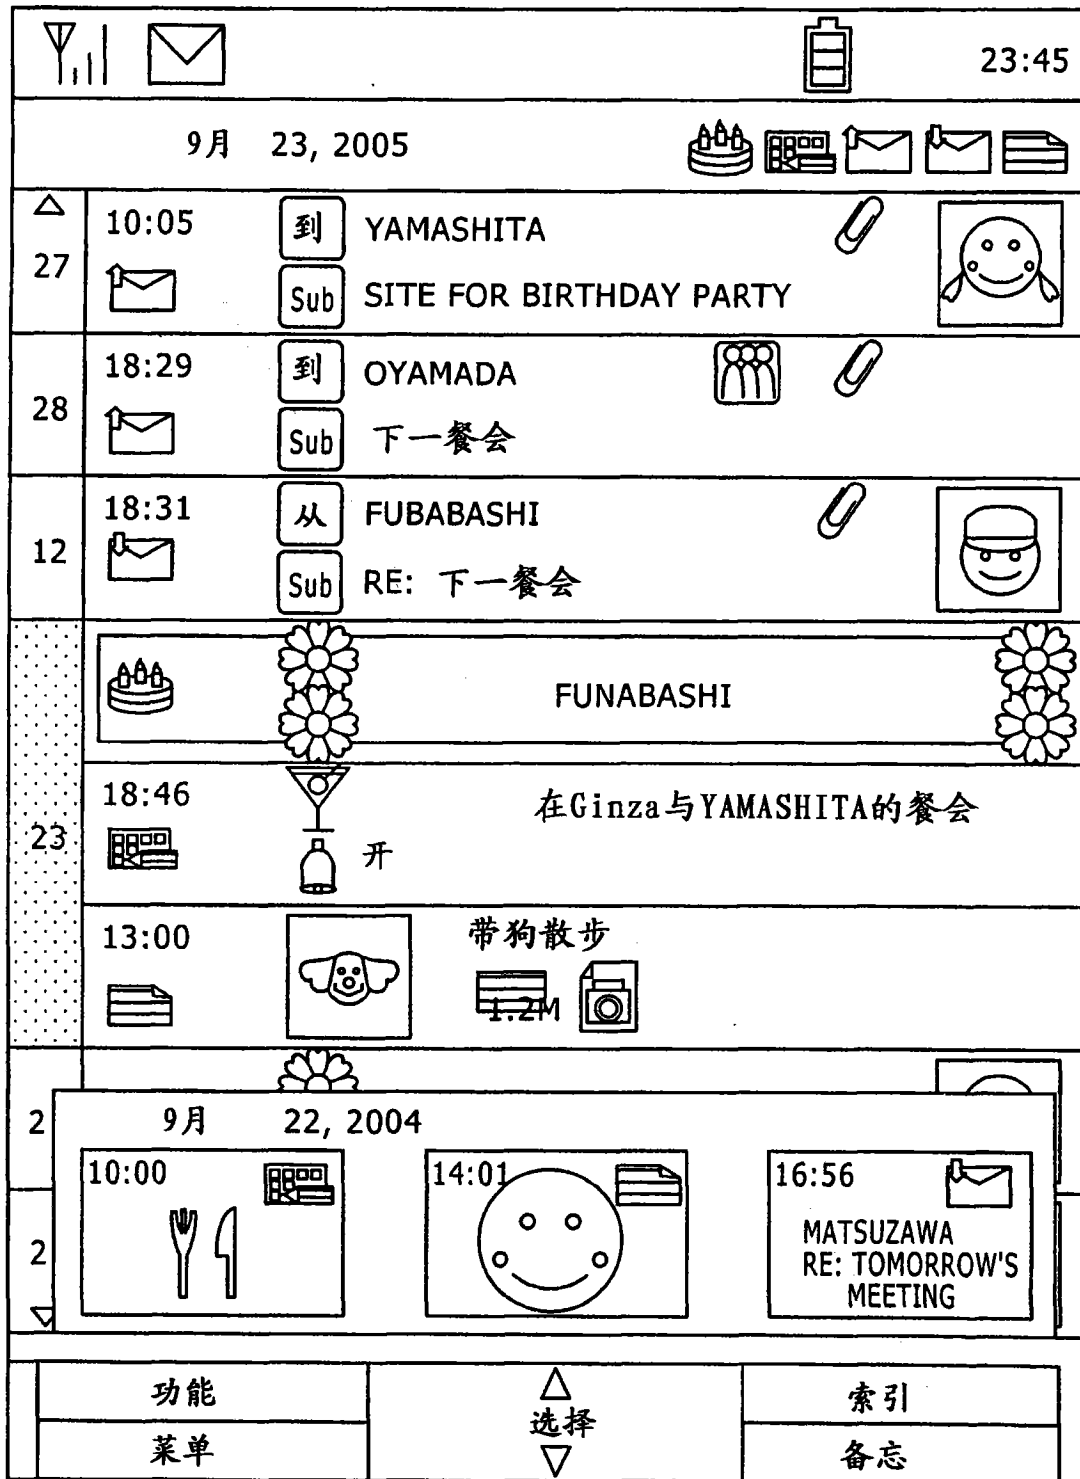 23:45
9月 23, 2005
27
10:05 到 YAMASHITA
Sub SITE FOR BIRTHDAY PARTY
28
18:29 到 OYAMADA
Sub 下一餐会
12
18:31 从 FUBABASHI
Sub RE: 下一餐会
FUNABASHI
23
18:46 在Ginza与YAMASHITA的餐会
开
13:00 带狗散步
1.2M
2
9月 22, 2004
10:00 14:01 16:56
MATSUZAWA
RE: TOMORROW'S
MEETING
2
功能 选择 索引
菜单 备忘